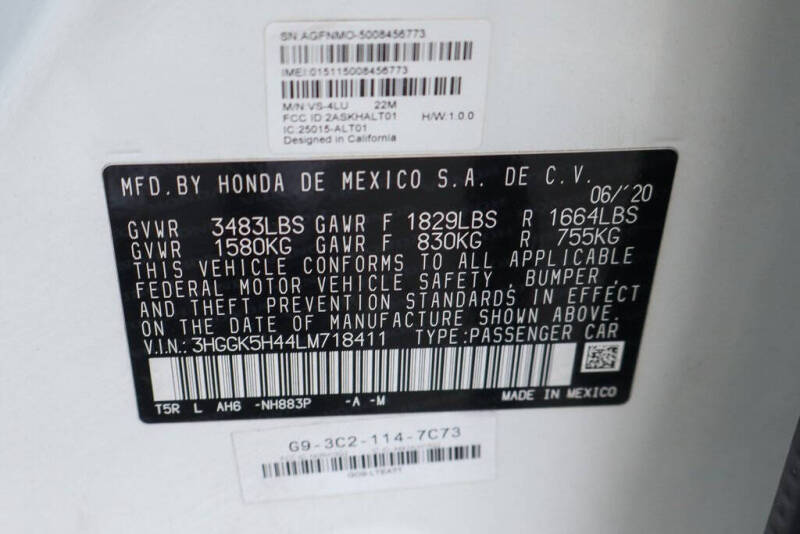 SN:AGFNMO-5008456773
IMEI:015115008456773
M/N:VS-4LU 22M
FCC ID:2ASKHALT01 H/W:1.0.0
IC:25015-ALT01
Designed in California
MFD.BY HONDA DE MEXICO S.A. DE C.V.
06/'20
GVWR 3483LBS GAWR F 1829LBS R 1664LBS
GVWR 1580KG GAWR F 830KG R 755KG
THIS VEHICLE CONFORMS TO ALL APPLICABLE
FEDERAL MOTOR VEHICLE SAFETY, BUMPER,
AND THEFT PREVENTION STANDARDS IN EFFECT
ON THE DATE OF MANUFACTURE SHOWN ABOVE.
V.I.N.:3HGGK5H44LM718411 TYPE:PASSENGER CAR
T5R L AH6 -NH883P -A -M MADE IN MEXICO
G9-3C2-114-7C73